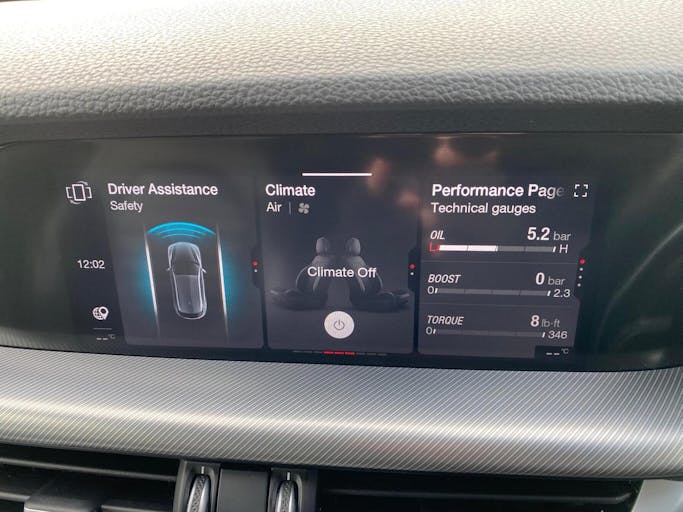 Driver Assistance
Safety
12:02
-- °C
Climate
Air
Climate Off
Performance Page
Technical gauges
OIL 5.2 bar
L H
BOOST 0 bar
0 2.3
TORQUE 8 lb·ft
0 346
-- °C